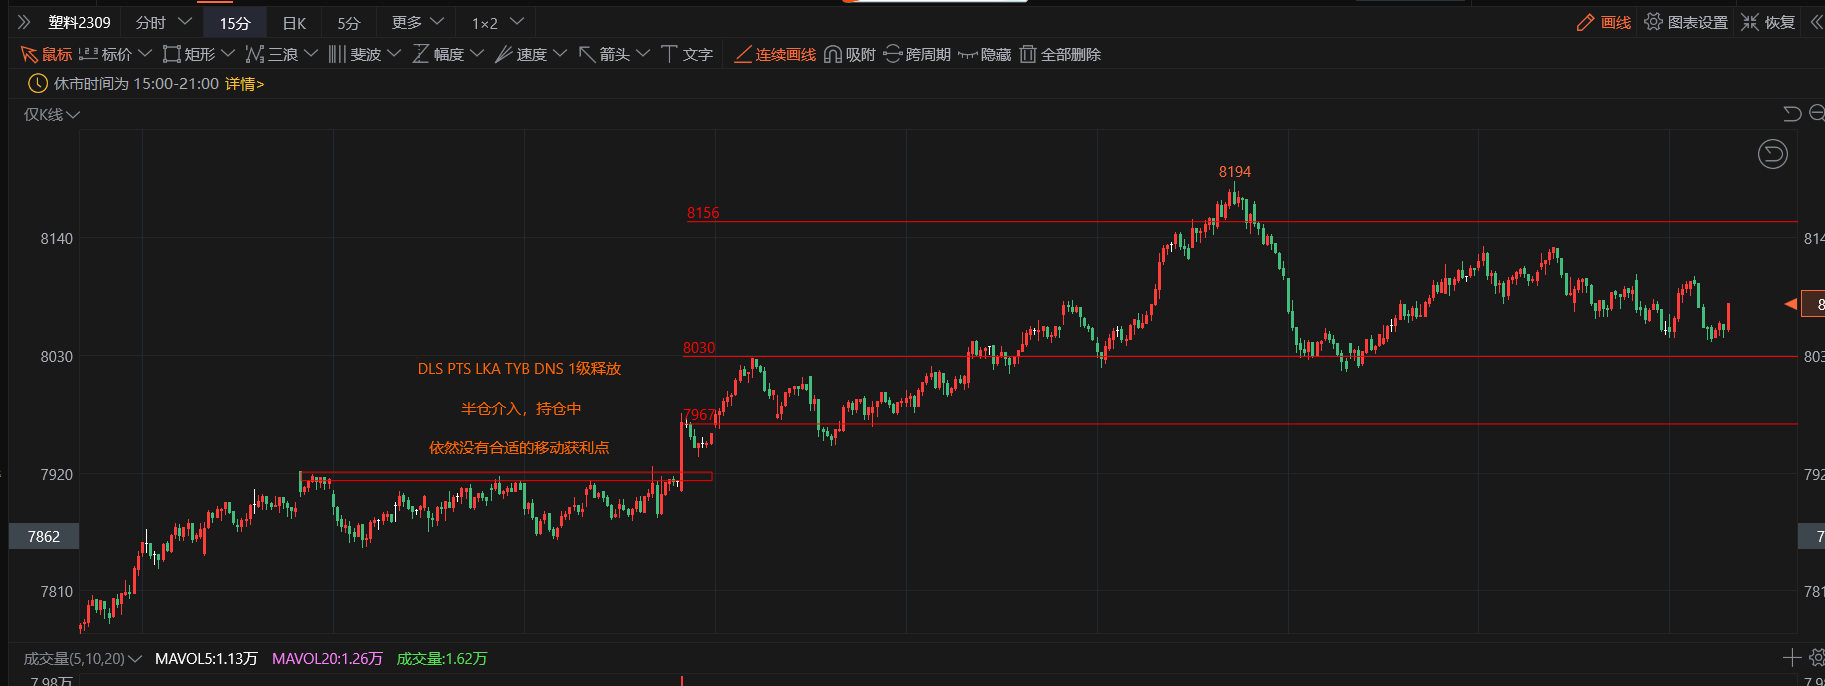 塑料2309 分时 15分 日K 5分 更多 1×2 画线 图表设置 恢复
鼠标 123 标价 矩形 三浪 斐波 幅度 速度 箭头 文字 连续画线 吸附 跨周期 隐藏 全部删除
休市时间为 15:00-21:00 详情>
仅K线
8194
8156
8140
8030 8030
DLS PTS LKA TYB DNS 1级释放
半仓介入，持仓中
7967
依然没有合适的移动获利点
7920
7862
7810
成交量(5,10,20) MAVOL5:1.13万 MAVOL20:1.26万 成交量:1.62万
7.98万